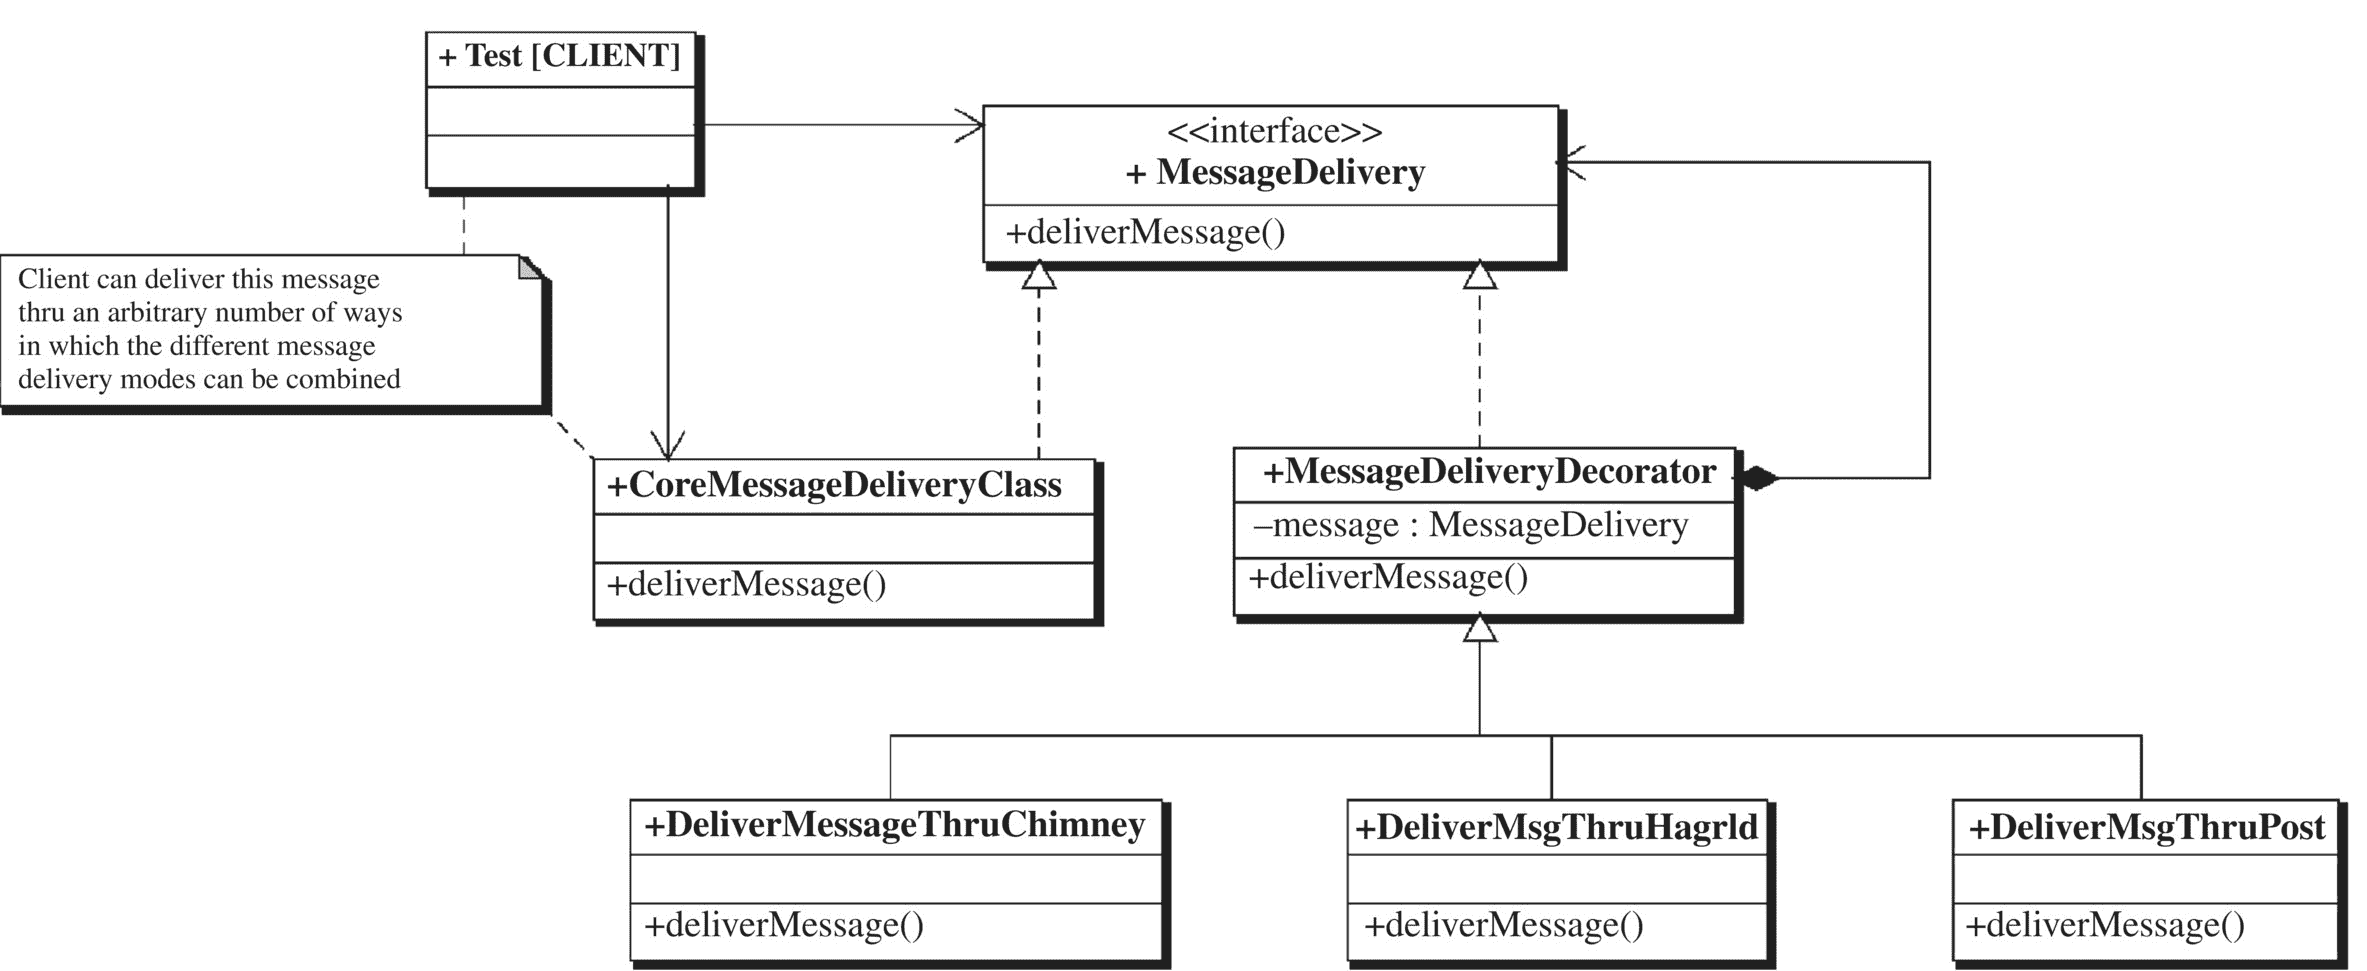 + Test [CLIENT]
<<interface>>
+ MessageDelivery
+deliverMessage()
Client can deliver this message
thru an arbitrary number of ways
in which the different message
delivery modes can be combined
+CoreMessageDeliveryClass
+deliverMessage()
+MessageDeliveryDecorator
–message : MessageDelivery
+deliverMessage()
+DeliverMessageThruChimney
+deliverMessage()
+DeliverMsgThruHagrld
+deliverMessage()
+DeliverMsgThruPost
+deliverMessage()